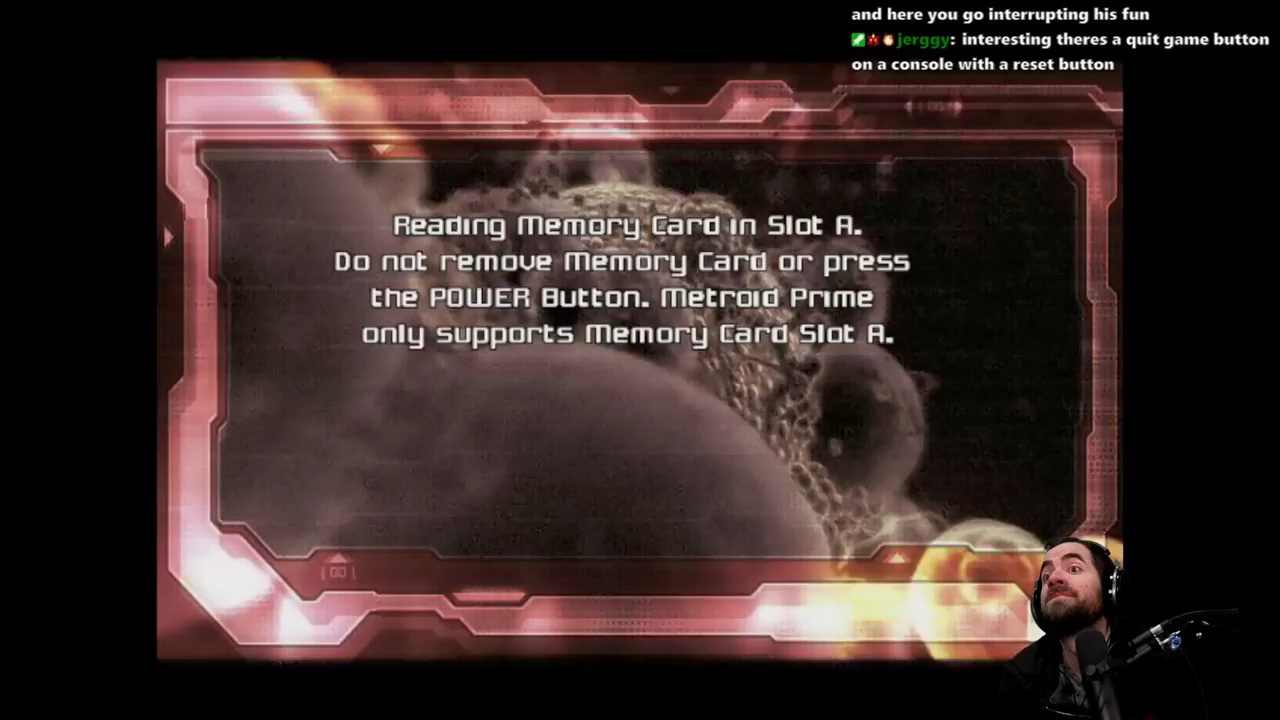 and here you go interrupting his fun
jerggy: interesting theres a quit game button
on a console with a reset button
Reading Memory Card in Slot A.
Do not remove Memory Card or press
the POWER Button. Metroid Prime
only supports Memory Card Slot A.